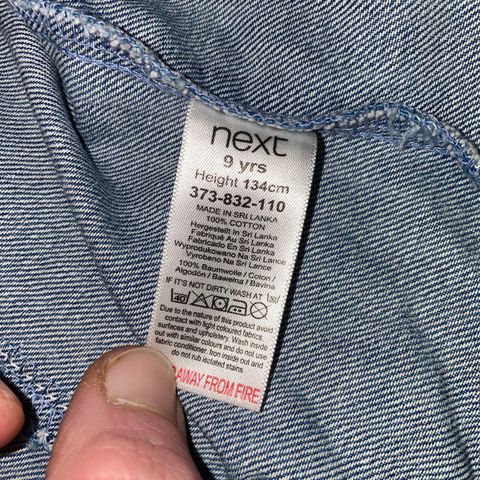 next
9 yrs
Height 134cm
373-832-110
MADE IN SRI LANKA
100% COTTON
Hergestellt in Sri Lanka
Fabriqué Au Sri Lanka
Fabricado En Sri Lanka
Wyprodukowano Na Sri Lance
Vyrobeno Na Srí Lance
100% Baumwolle / Coton /
Algodón / Bawełna / Bavlna
IF IT'S NOT DIRTY WASH AT
40
Due to the nature of this product avoid
contact with light coloured fabrics,
surfaces and upholstery. Wash inside
out with similar colours and do not use
fabric conditioner. Iron inside out and
do not rub isolated stains
AWAY FROM FIRE